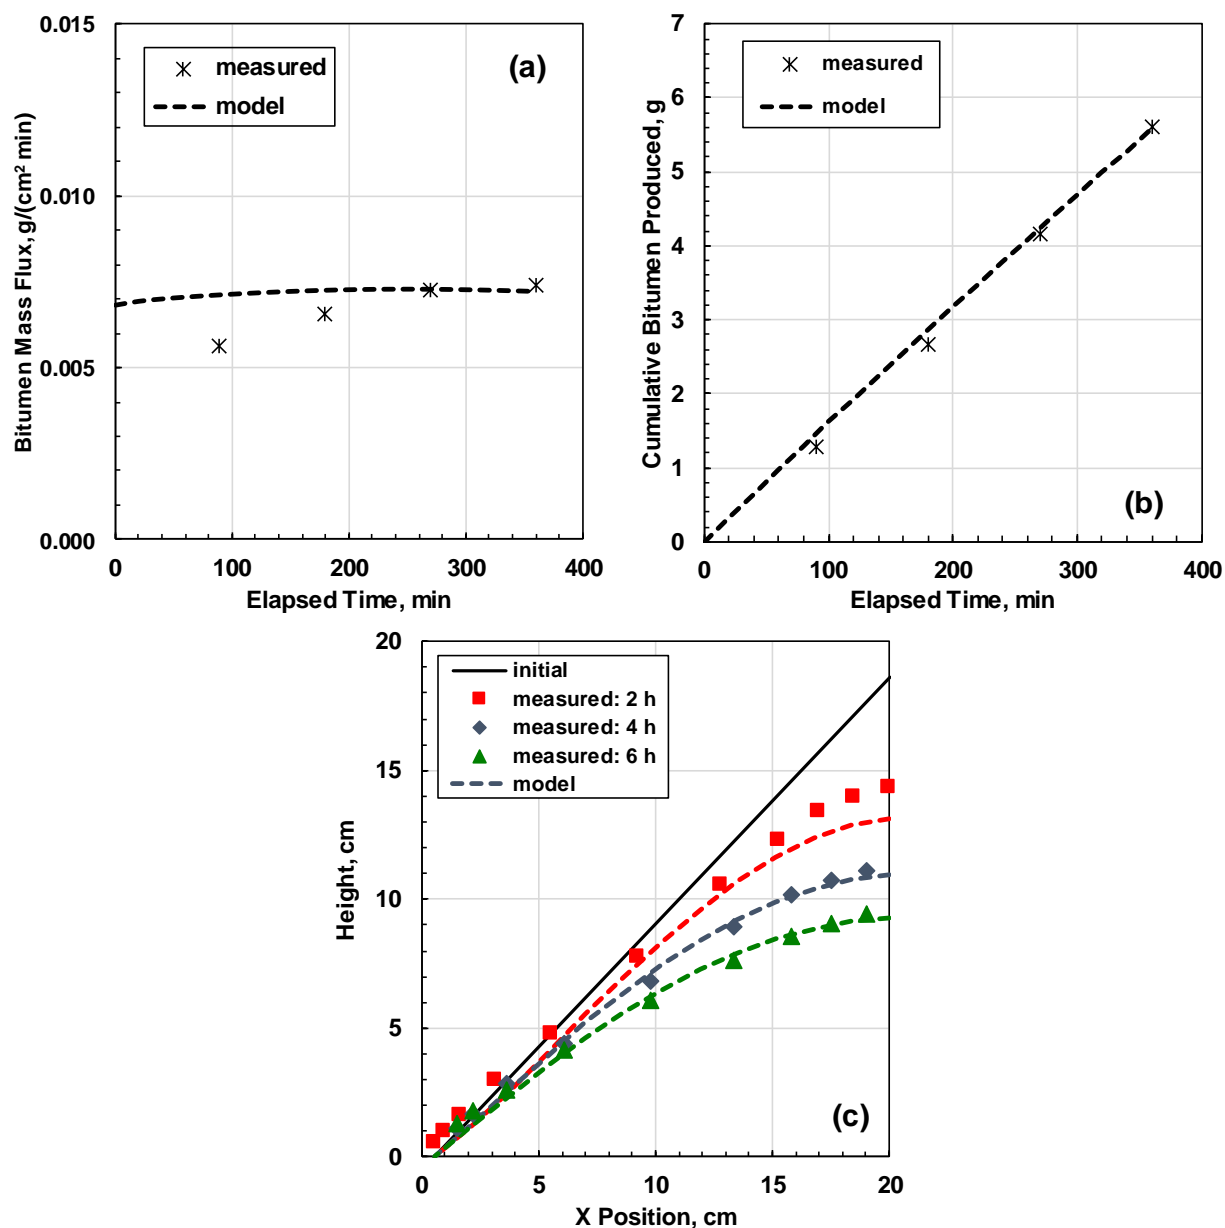 0.015
0.010
0.005
0.000
0
100
200
300
400
Bitumen Mass Flux, g/(cm² min)
Elapsed Time, min
measured
model
(a)
7
6
5
4
3
2
1
0
0
100
200
300
400
Cumulative Bitumen Produced, g
Elapsed Time, min
measured
model
(b)
20
15
10
5
0
0
5
10
15
20
Height, cm
X Position, cm
initial
measured: 2 h
measured: 4 h
measured: 6 h
model
(c)